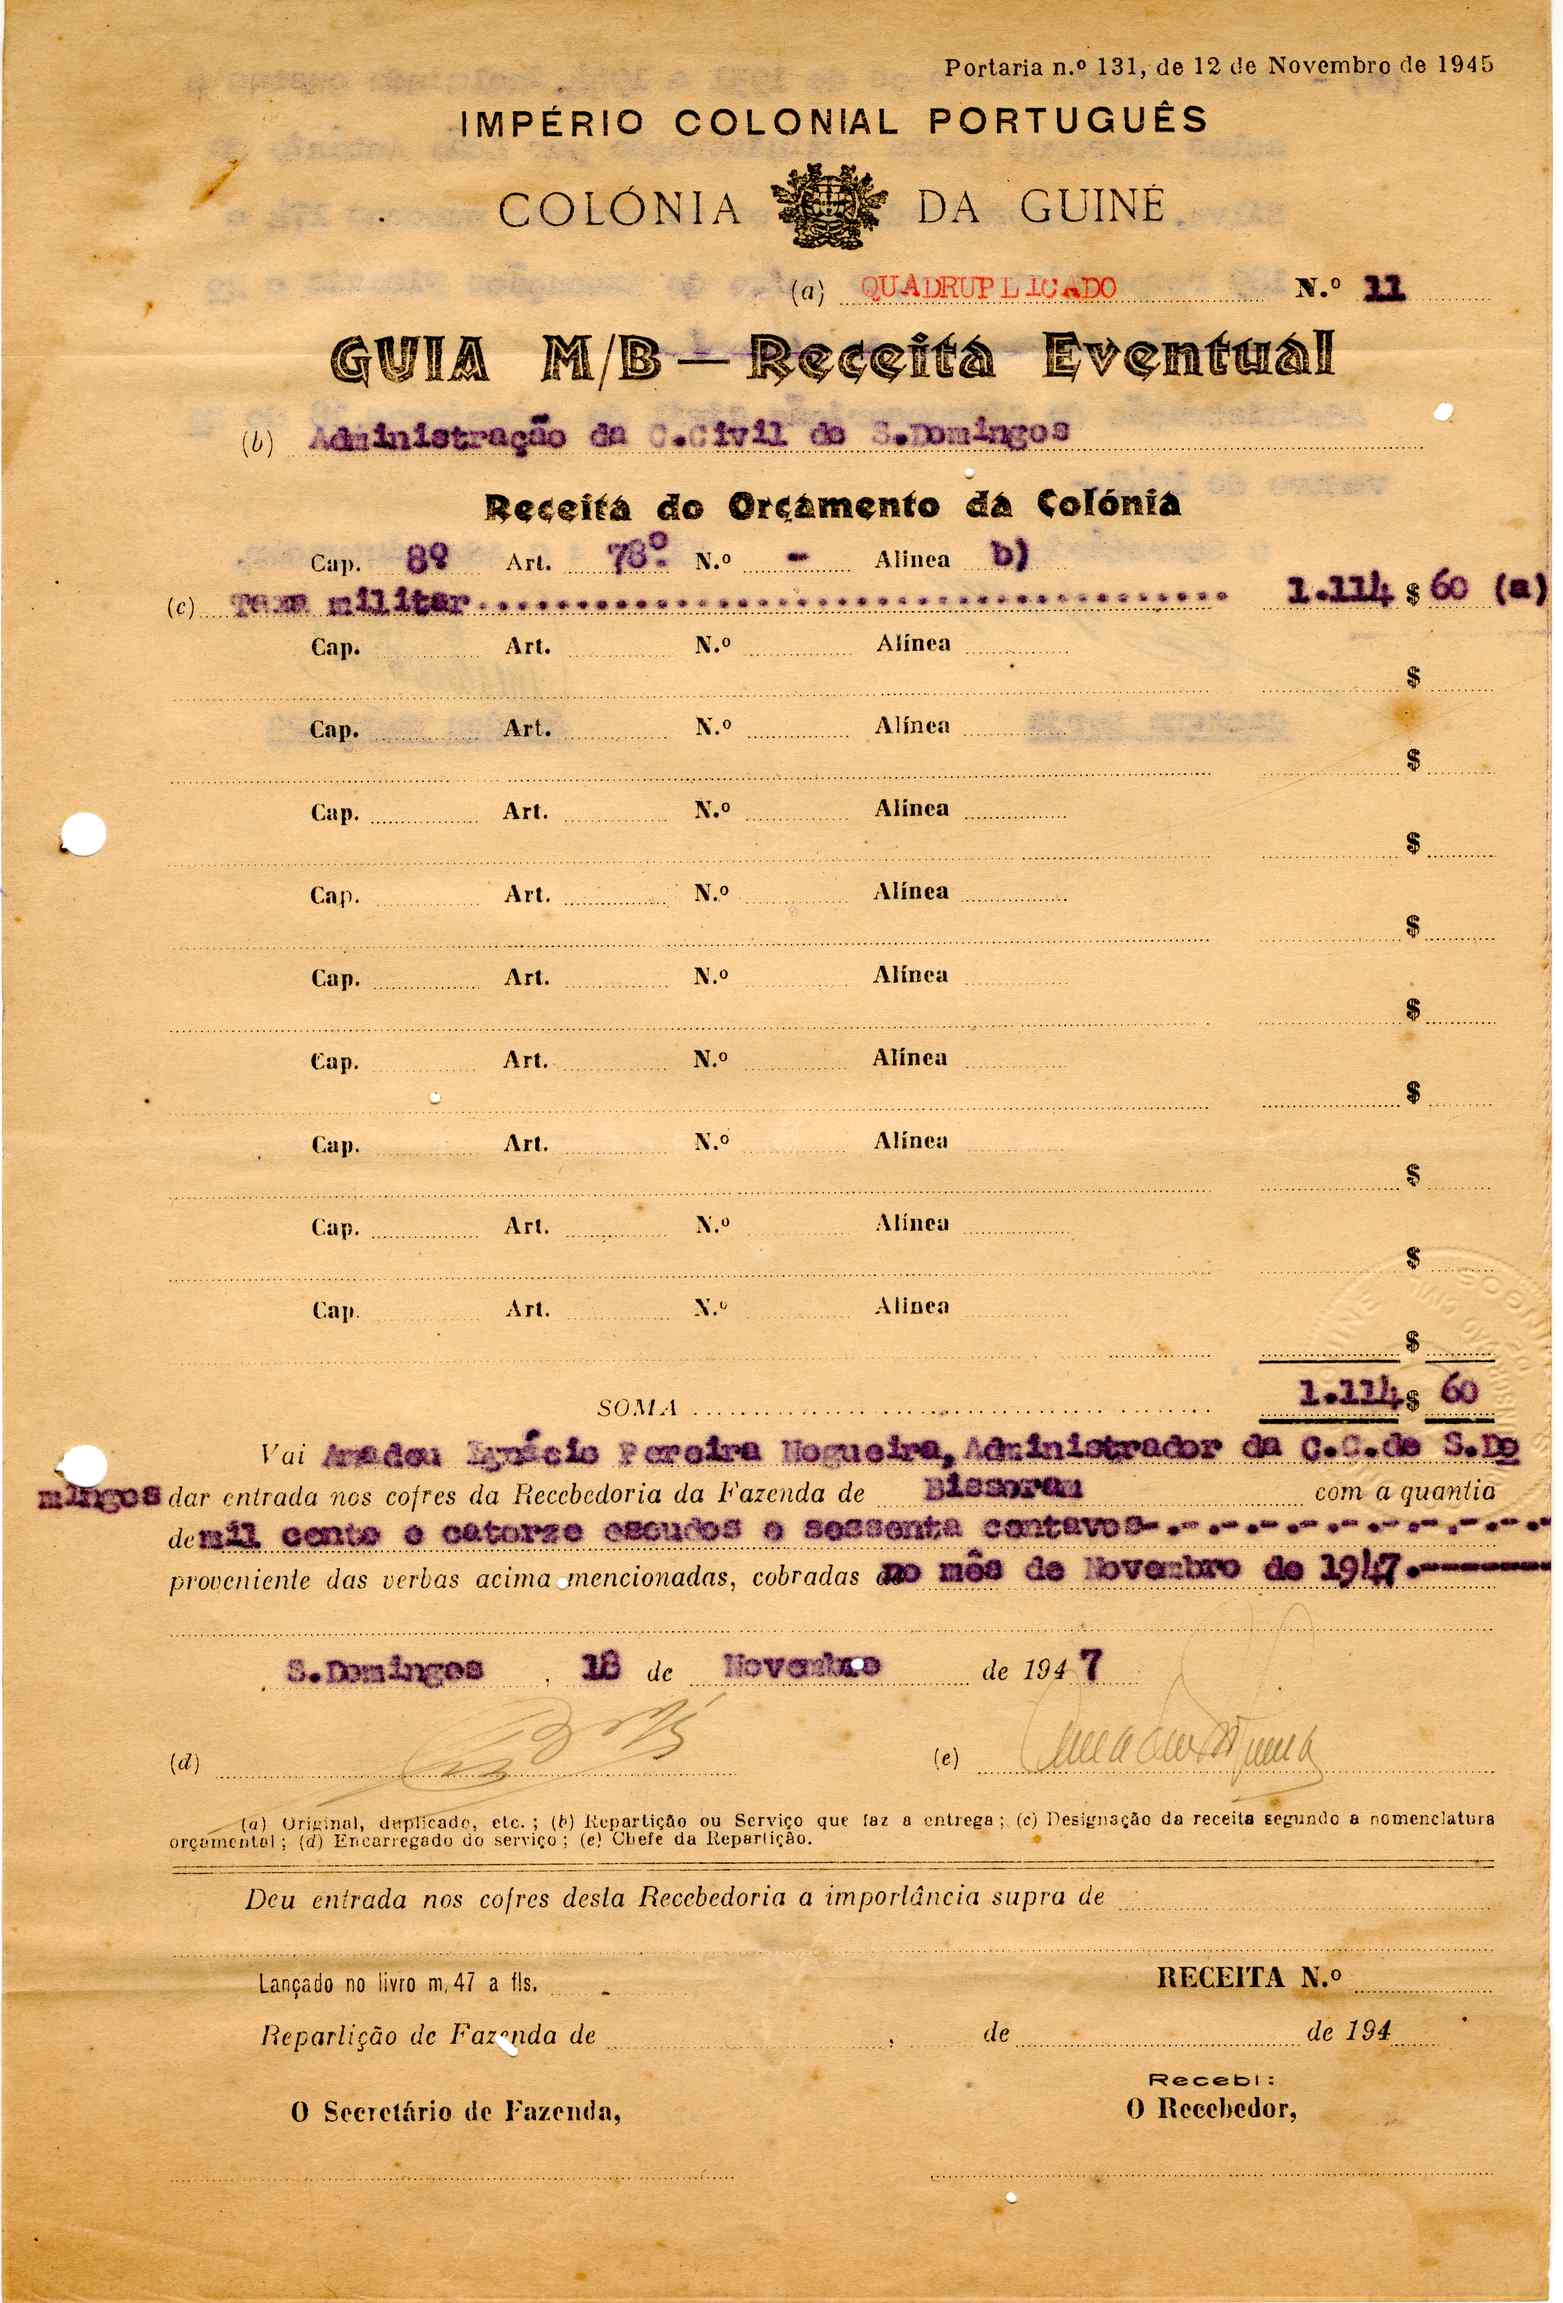 Portaria n.º 131, de 12 de Novembro de 1945
IMPÉRIO COLONIAL PORTUGUÊS
COLÓNIA DA GUINÉ
(a) QUADRUPLICADO N.º 11
GUIA M/B — Receita Eventual
(b) Administração da C.Civil de S.Domingos
Receita do Orçamento da Colónia
Cap. 8º Art. 78º. N.º - Alínea b)
(c) Taxa militar 1.114 $ 60 (a)
Cap. Art. N.º Alínea
$
Cap. Art. N.º Alínea
$
Cap. Art. N.º Alínea
$
Cap. Art. N.º Alínea
$
Cap. Art. N.º Alínea
$
Cap. Art. N.º Alínea
$
Cap. Art. N.º Alínea
$
Cap. Art. N.º Alínea
$
Cap. Art. N.º Alínea
$
SOMA 1.114 $ 60
Vai Amadeu Ignácio Pereira Nogueira, Administrador da C.C.de S.Do
mingos dar entrada nos cofres da Recebedoria da Fazenda de Bissoram com a quantia
de mil cento e catorze escudos e sessenta centavos-.-.-.-.-.-.-.-.-.
proveniente das verbas acima mencionadas, cobradas no mês de Novembro de 1947.--------
S.Domingos, 18 de Novembro de 1947
(d) (e)
(a) Original, duplicado, etc.; (b) Repartição ou Serviço que faz a entrega; (c) Designação da receita segundo a nomenclatura
orçamental; (d) Encarregado do serviço; (e) Chefe da Repartição.
Deu entrada nos cofres desta Recebedoria a importância supra de
Lançado no livro m, 47 a fls. RECEITA N.º
Repartição de Fazenda de , de de 194
Recebi:
O Secretário de Fazenda, O Recebedor,